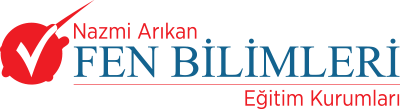 Nazmi Arıkan
FEN BİLİMLERİ
Eğitim Kurumları